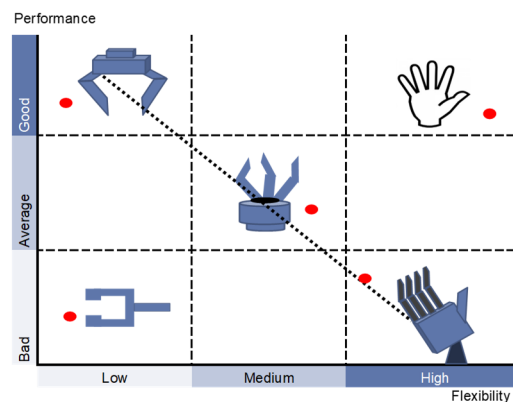 Performance
Good
Average
Bad
Low
Medium
High
Flexibility